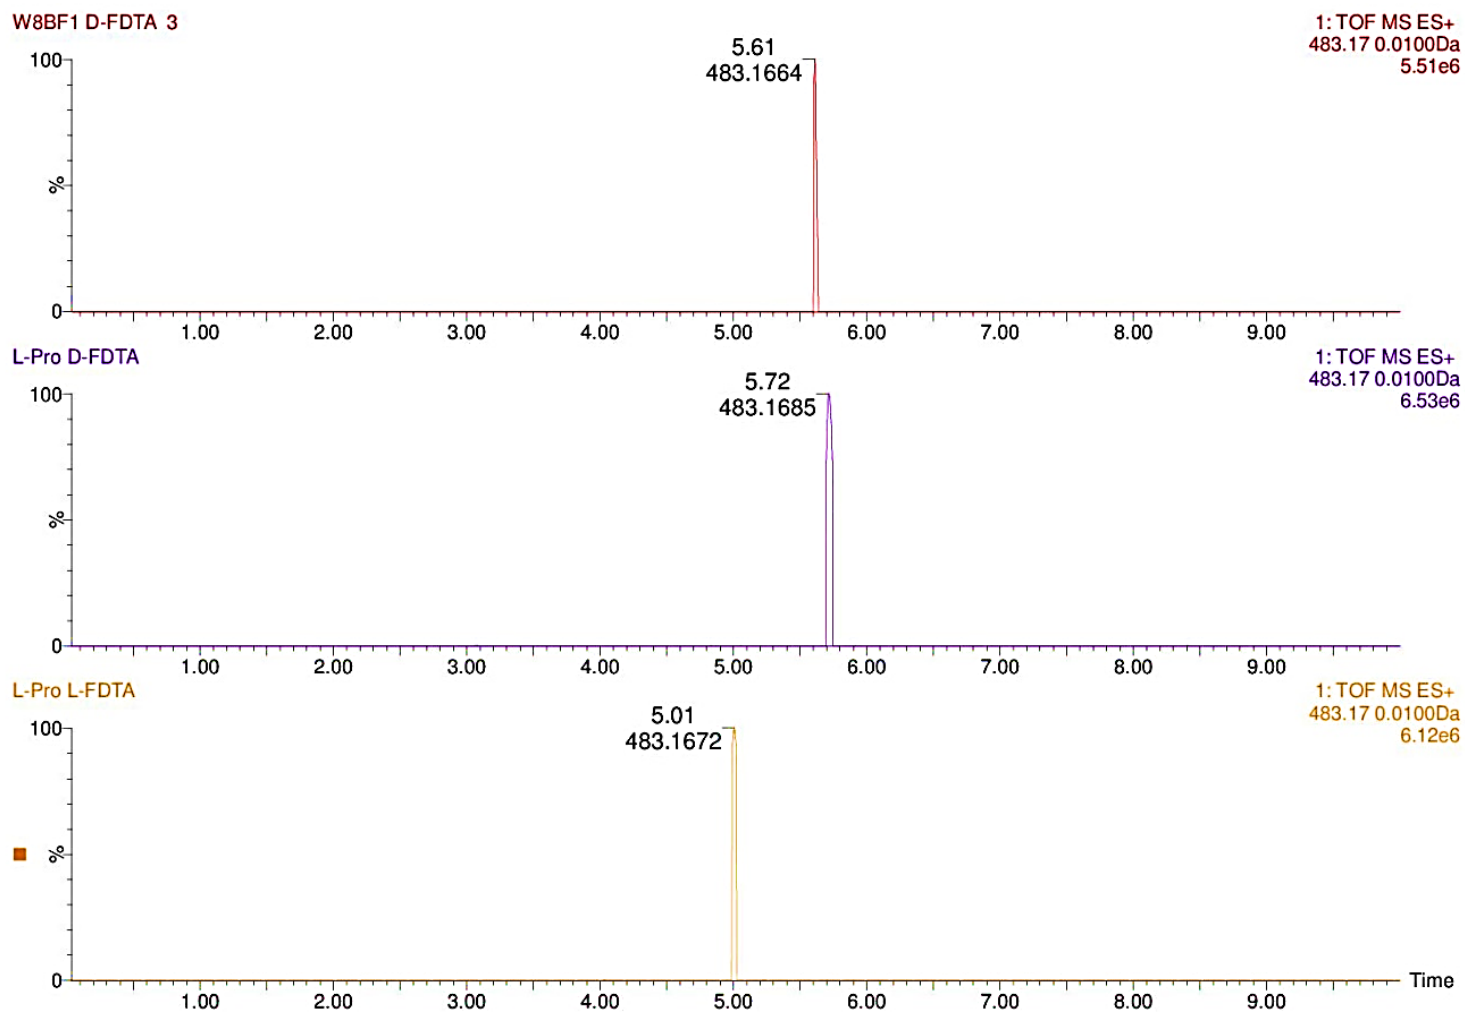 W8BF1 D-FDTA 3
1: TOF MS ES+
483.17 0.0100Da
5.51e6
5.61
483.1664
100
%
0
1.00 2.00 3.00 4.00 5.00 6.00 7.00 8.00 9.00
L-Pro D-FDTA
1: TOF MS ES+
483.17 0.0100Da
6.53e6
5.72
483.1685
100
%
0
1.00 2.00 3.00 4.00 5.00 6.00 7.00 8.00 9.00
L-Pro L-FDTA
1: TOF MS ES+
483.17 0.0100Da
6.12e6
5.01
483.1672
100
%
0
Time
1.00 2.00 3.00 4.00 5.00 6.00 7.00 8.00 9.00